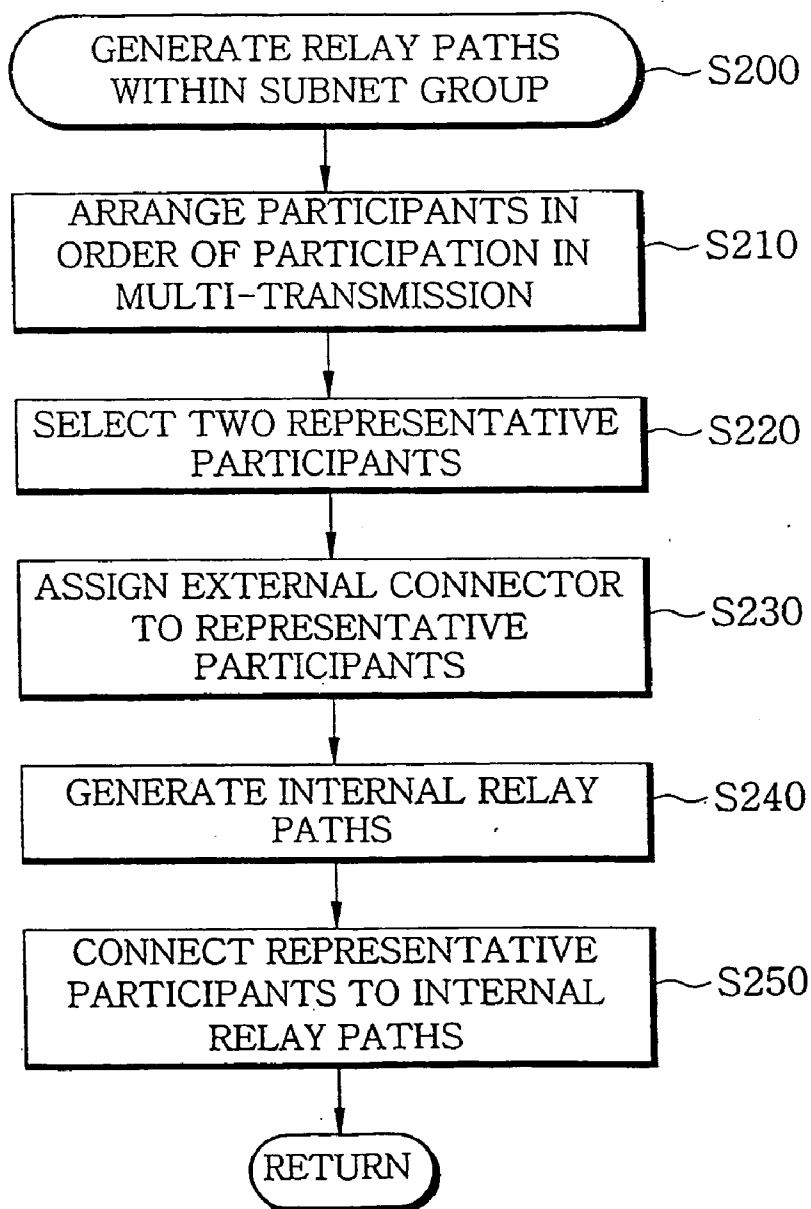 GENERATE RELAY PATHS
WITHIN SUBNET GROUP
S200
ARRANGE PARTICIPANTS IN
ORDER OF PARTICIPATION IN
MULTI-TRANSMISSION
S210
SELECT TWO REPRESENTATIVE
PARTICIPANTS
S220
ASSIGN EXTERNAL CONNECTOR
TO REPRESENTATIVE
PARTICIPANTS
S230
GENERATE INTERNAL RELAY
PATHS
S240
CONNECT REPRESENTATIVE
PARTICIPANTS TO INTERNAL
RELAY PATHS
S250
RETURN